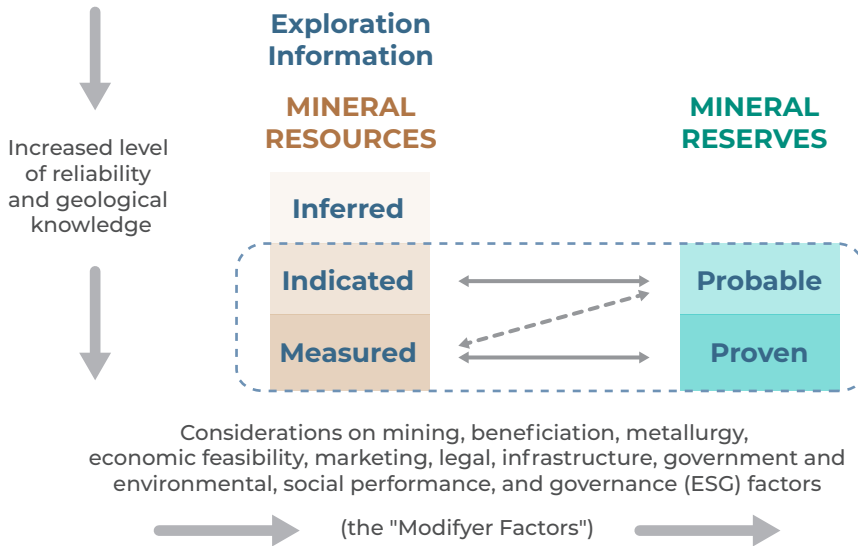 Exploration
Information
MINERAL
RESOURCES
MINERAL
RESERVES
Increased level
of reliability
and geological
knowledge
Inferred
Indicated
Probable
Measured
Proven
Considerations on mining, beneficiation, metallurgy,
economic feasibility, marketing, legal, infrastructure, government and
environmental, social performance, and governance (ESG) factors
(the "Modifyer Factors")